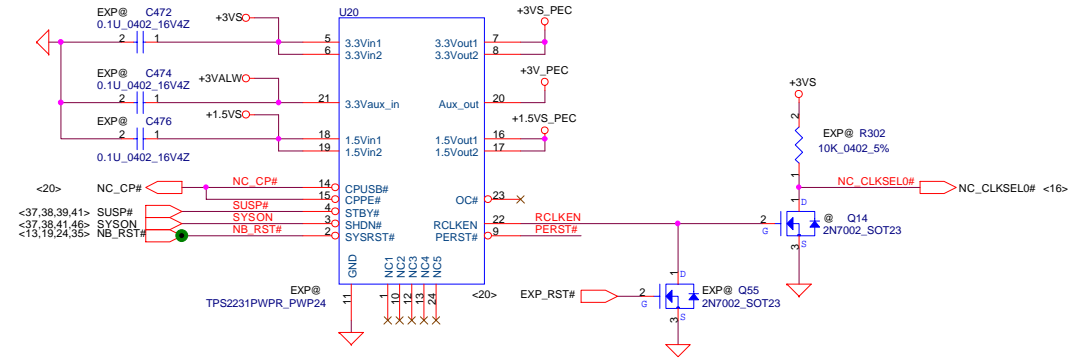 EXP@ C472
0.1U_0402_16V4Z
2 1
+3VS
EXP@ C474
0.1U_0402_16V4Z
2 1
+3VALW
EXP@ C476
2 1
0.1U_0402_16V4Z
+1.5VS
U20
5 3.3Vin1 3.3Vout1 7
6 3.3Vin2 3.3Vout2 8
+3VS_PEC
21 3.3Vaux_in Aux_out 20
+3V_PEC
18 1.5Vin1 1.5Vout1 16
19 1.5Vin2 1.5Vout2 17
+1.5VS_PEC
<20> NC_CP# NC_CP# 14 CPUSB#
15 CPPE# OC# 23
<37,38,39,41> SUSP# SUSP# 4 STBY#
<37,38,41,46> SYSON SYSON 3 SHDN# RCLKEN 22 RCLKEN
<13,19,24,35> NB_RST# NB_RST# 2 SYSRST# PERST# 9 PERST#
GND NC1 NC2 NC3 NC4 NC5
11 1 10 12 13 24
EXP@
TPS2231PWPR_PWP24
<20>
EXP_RST# 2 G
1 D
3 S
EXP@ Q55
2N7002_SOT23
+3VS
2
EXP@ R302
10K_0402_5%
1
NC_CLKSEL0# NC_CLKSEL0# <16>
1 D
2 G
3 S
@ Q14
2N7002_SOT23